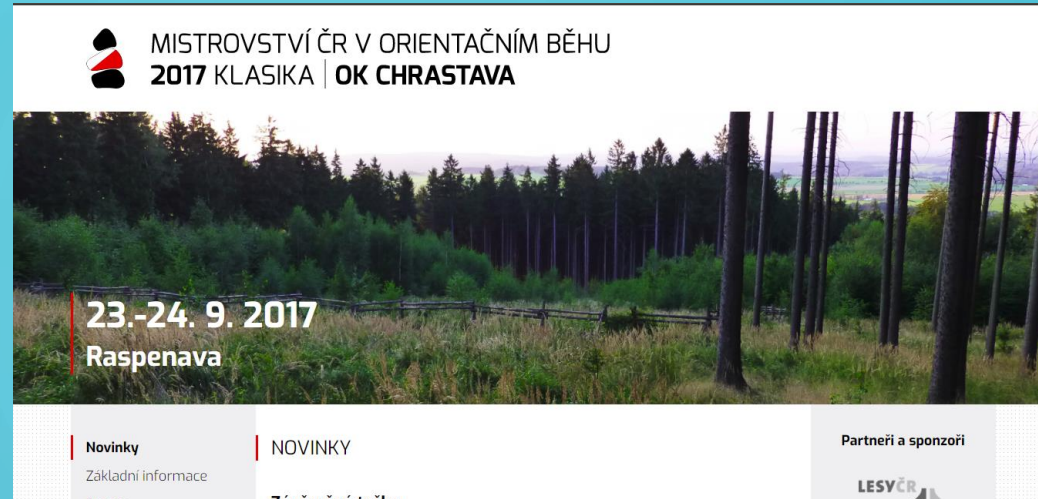 MISTROVSTVÍ ČR V ORIENTAČNÍM BĚHU
2017 KLASIKA | OK CHRASTAVA
23.-24. 9. 2017
Raspenava
Novinky
Základní informace
NOVINKY
Partneři a sponzoři
LESY ČR